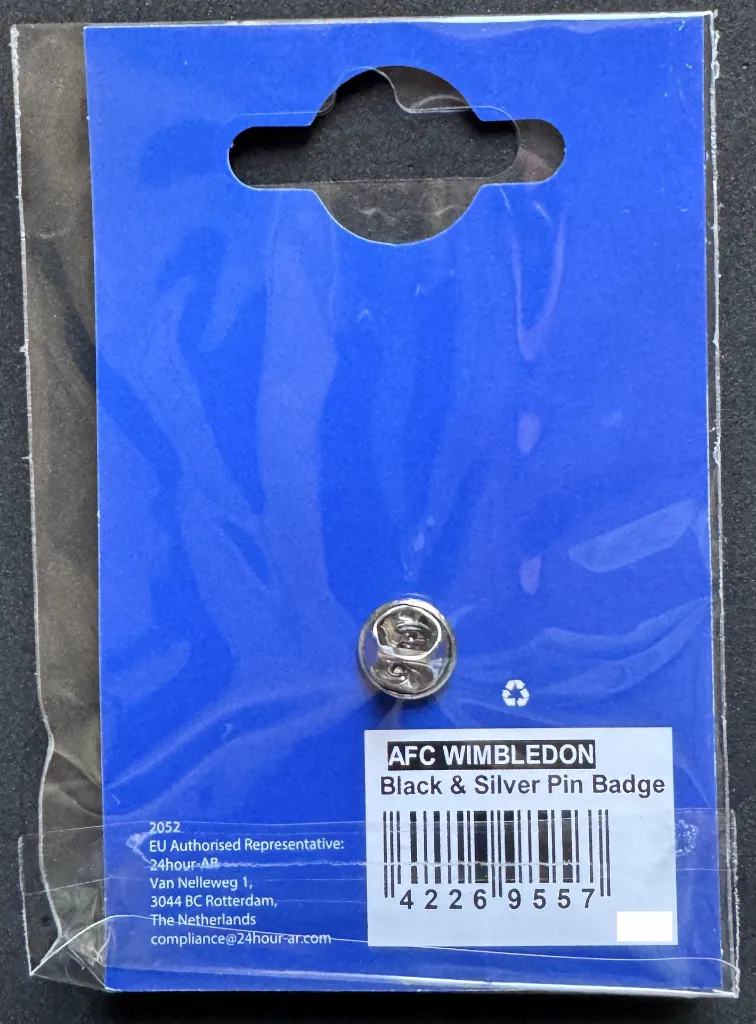 AFC WIMBLEDON
Black & Silver Pin Badge
4226 9557
2052
EU Authorised Representative:
24hour-AR
Van Nelleweg 1,
3044 BC Rotterdam,
The Netherlands
compliance@24hour-ar.com